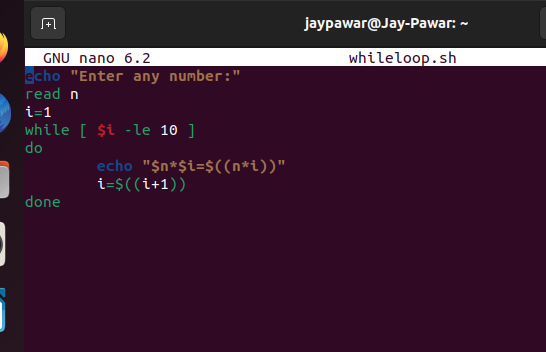 jaypawar@Jay-Pawar: ~
GNU nano 6.2 whileloop.sh
echo "Enter any number:"
read n
i=1
while [ $i -le 10 ]
do
        echo "$n*$i=$((n*i))"
        i=$((i+1))
done